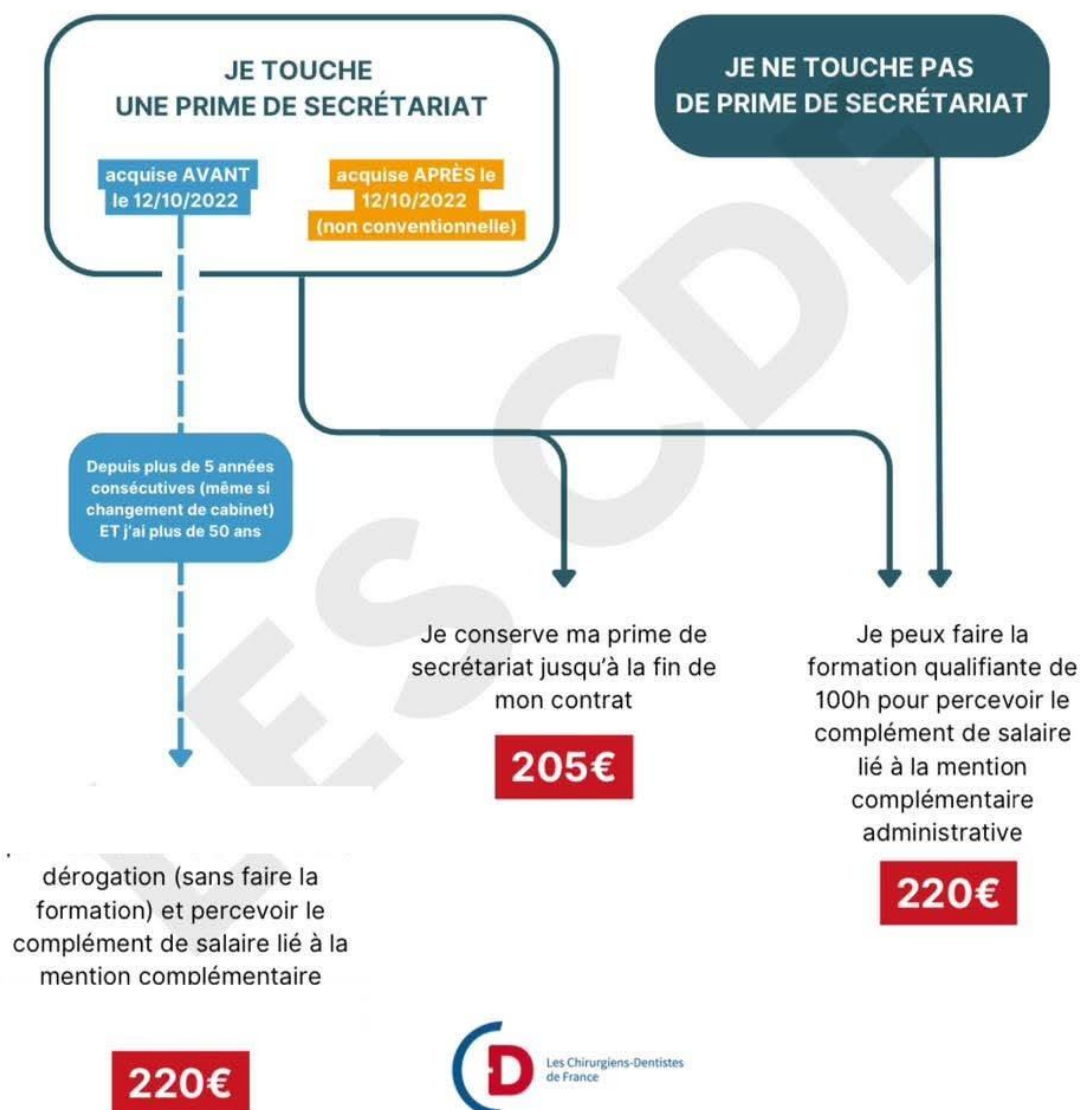 JE TOUCHE
UNE PRIME DE SECRÉTARIAT
acquise AVANT
le 12/10/2022
acquise APRÈS le
12/10/2022
(non conventionnelle)
JE NE TOUCHE PAS
DE PRIME DE SECRÉTARIAT
Depuis plus de 5 années
consécutives (même si
changement de cabinet)
ET j'ai plus de 50 ans
Je conserve ma prime de
secrétariat jusqu'à la fin de
mon contrat
205€
Je peux faire la
formation qualifiante de
100h pour percevoir le
complément de salaire
lié à la mention
complémentaire
administrative
220€
dérogation (sans faire la
formation) et percevoir le
complément de salaire lié à la
mention complémentaire
220€
LES CDF
CD
Les Chirurgiens-Dentistes
de France